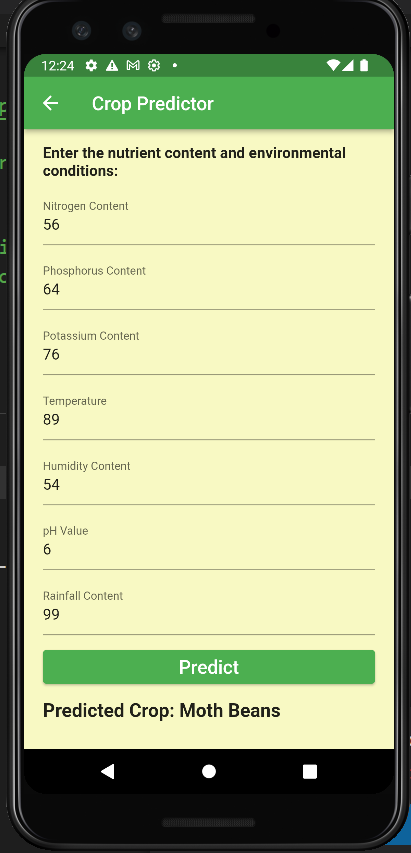 12:24
Crop Predictor
Enter the nutrient content and environmental
conditions:
Nitrogen Content
56
Phosphorus Content
64
Potassium Content
76
Temperature
89
Humidity Content
54
pH Value
6
Rainfall Content
99
Predict
Predicted Crop: Moth Beans